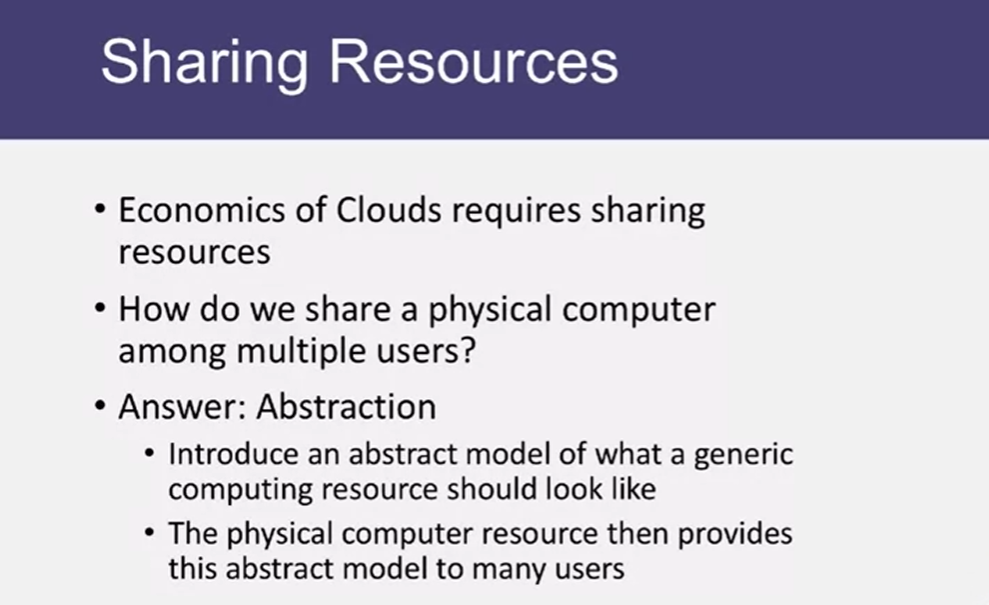 Sharing Resources
• Economics of Clouds requires sharing
resources
• How do we share a physical computer
among multiple users?
• Answer: Abstraction
• Introduce an abstract model of what a generic
computing resource should look like
• The physical computer resource then provides
this abstract model to many users